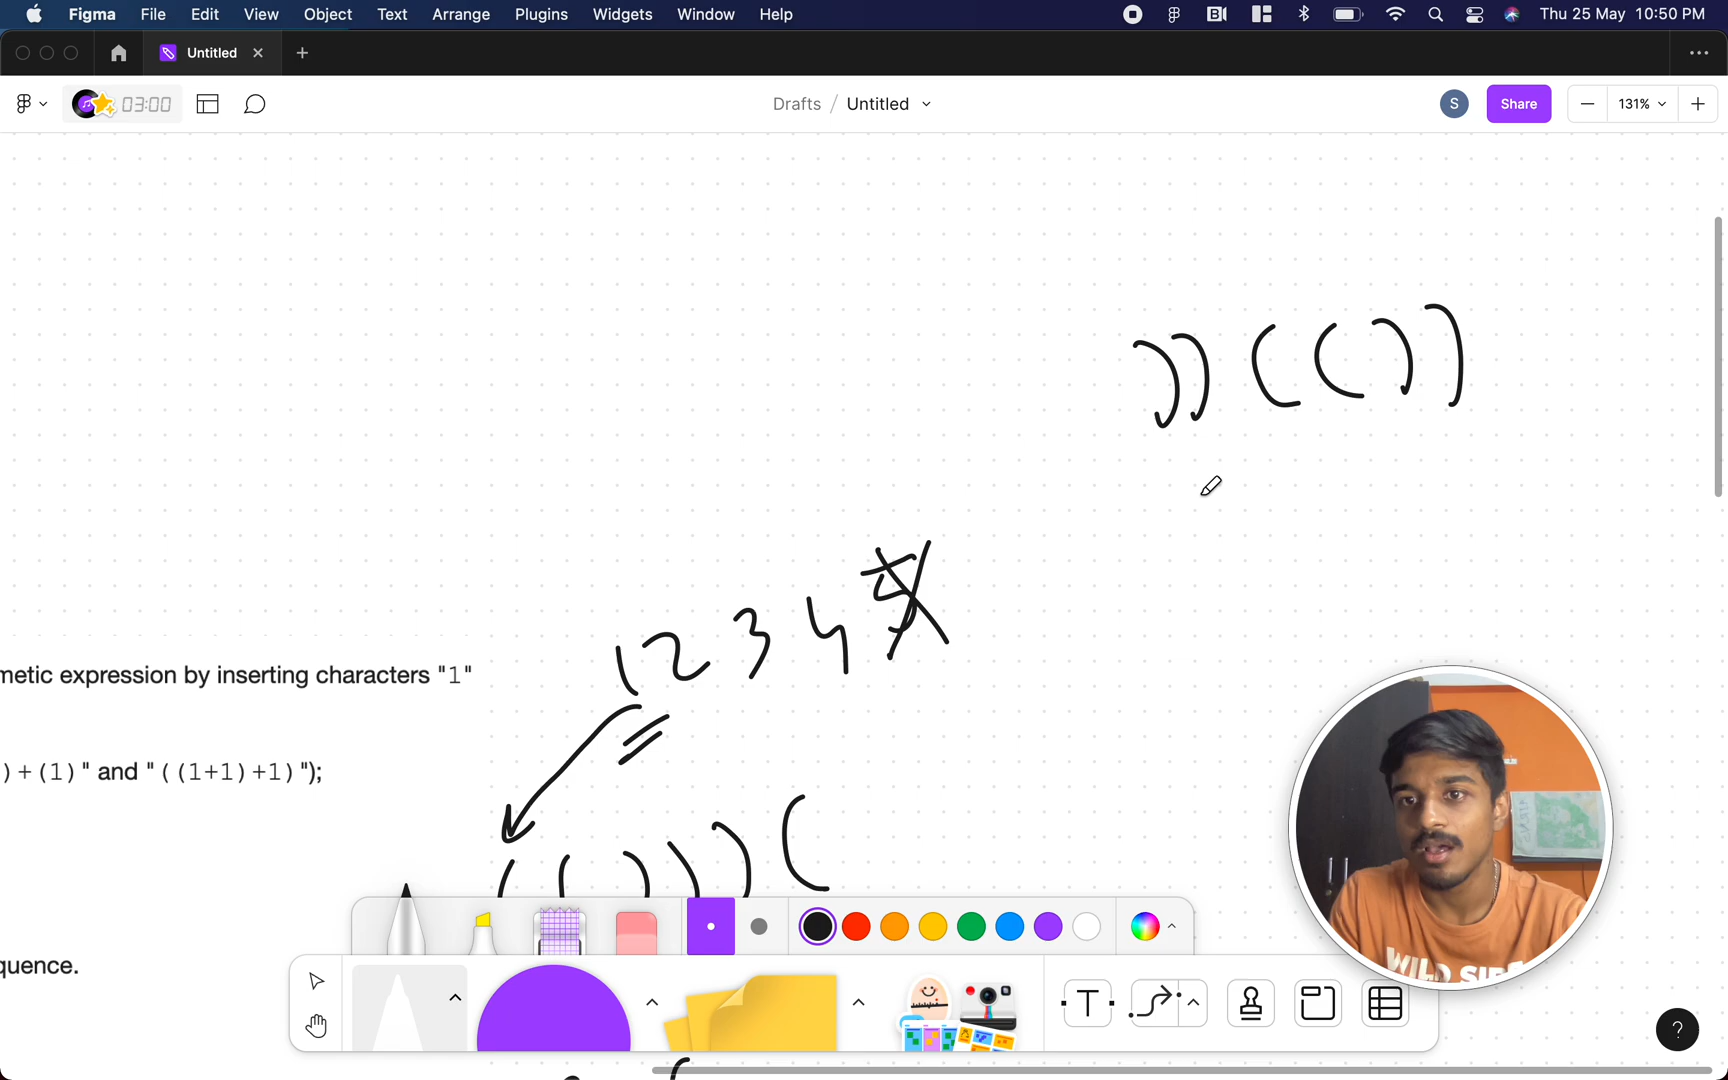 Figma File Edit View Object Text Arrange Plugins Widgets Window Help Thu 25 May 10:50 PM
Untitled
03:00 Drafts / Untitled S Share 131%
))(())
1 2 3 4 5
metic expression by inserting characters "1"
)+(1)" and "((1+1)+1)");
(()))(
quence.
WILD SIDE
T
?